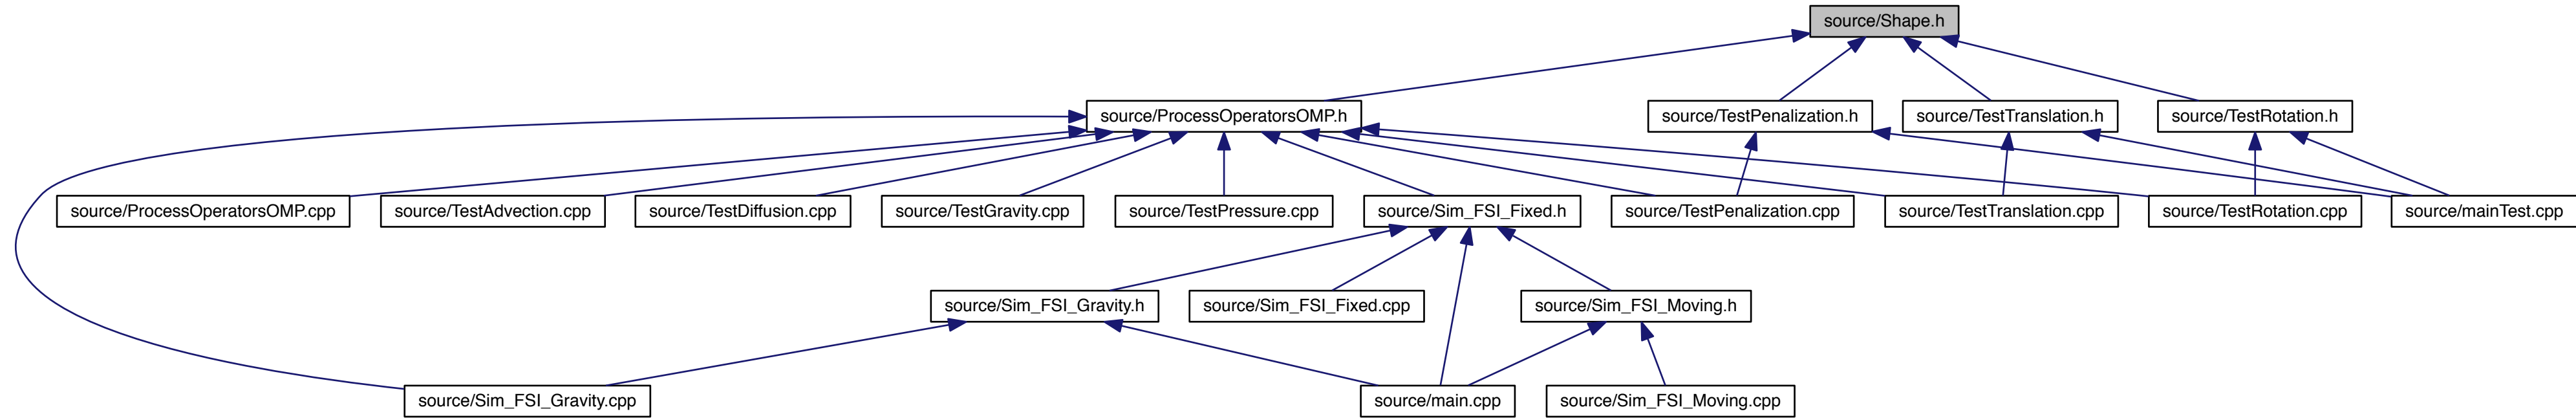 source/Shape.h
source/ProcessOperatorsOMP.h
source/TestPenalization.h
source/TestTranslation.h
source/TestRotation.h
source/ProcessOperatorsOMP.cpp
source/TestAdvection.cpp
source/TestDiffusion.cpp
source/TestGravity.cpp
source/TestPressure.cpp
source/Sim_FSI_Fixed.h
source/TestPenalization.cpp
source/TestTranslation.cpp
source/TestRotation.cpp
source/mainTest.cpp
source/Sim_FSI_Gravity.h
source/Sim_FSI_Fixed.cpp
source/Sim_FSI_Moving.h
source/Sim_FSI_Gravity.cpp
source/main.cpp
source/Sim_FSI_Moving.cpp